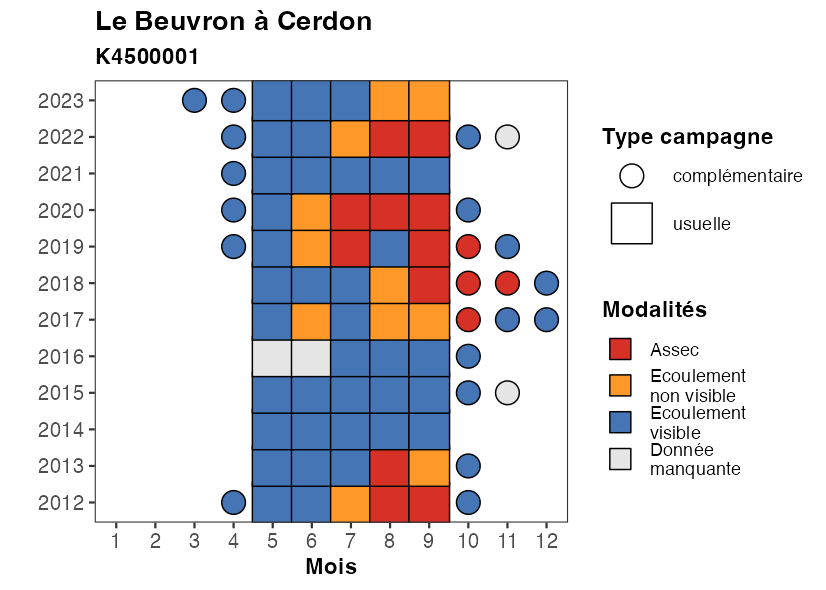 Le Beuvron à Cerdon
K4500001
2023
2022
2021
2020
2019
2018
2017
2016
2015
2014
2013
2012
1 2 3 4 5 6 7 8 9 10 11 12
Mois
Type campagne
complémentaire
usuelle
Modalités
Assec
Ecoulement
non visible
Ecoulement
visible
Donnée
manquante